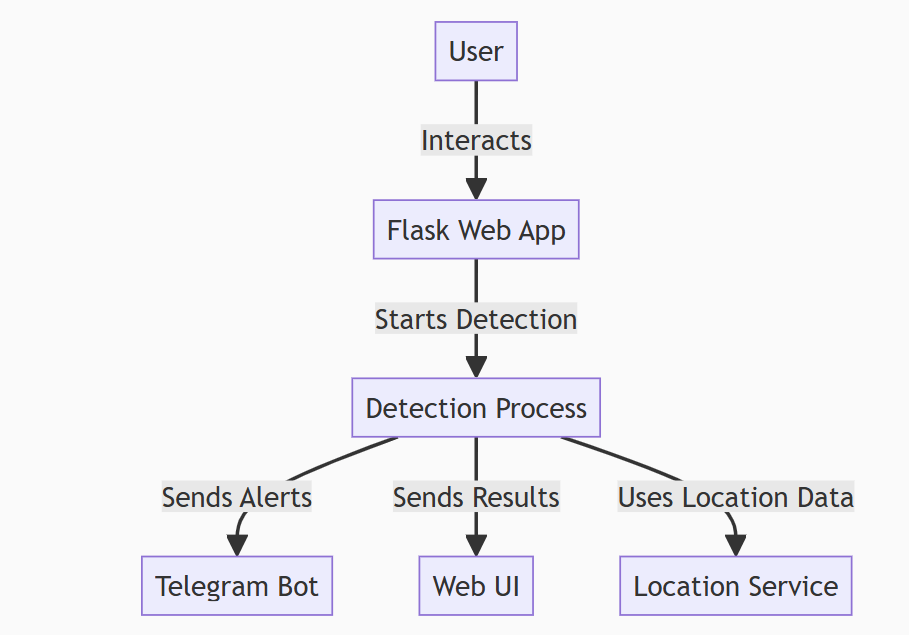 User
Interacts
Flask Web App
Starts Detection
Detection Process
Sends Alerts
Sends Results
Uses Location Data
Telegram Bot
Web UI
Location Service